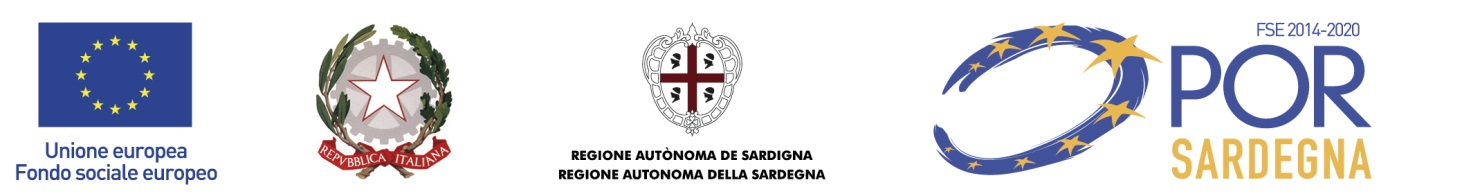 Unione europea
Fondo sociale europeo
REPVBBLICA ITALIANA
REGIONE AUTÒNOMA DE SARDIGNA
REGIONE AUTONOMA DELLA SARDEGNA
FSE 2014-2020
POR
SARDEGNA